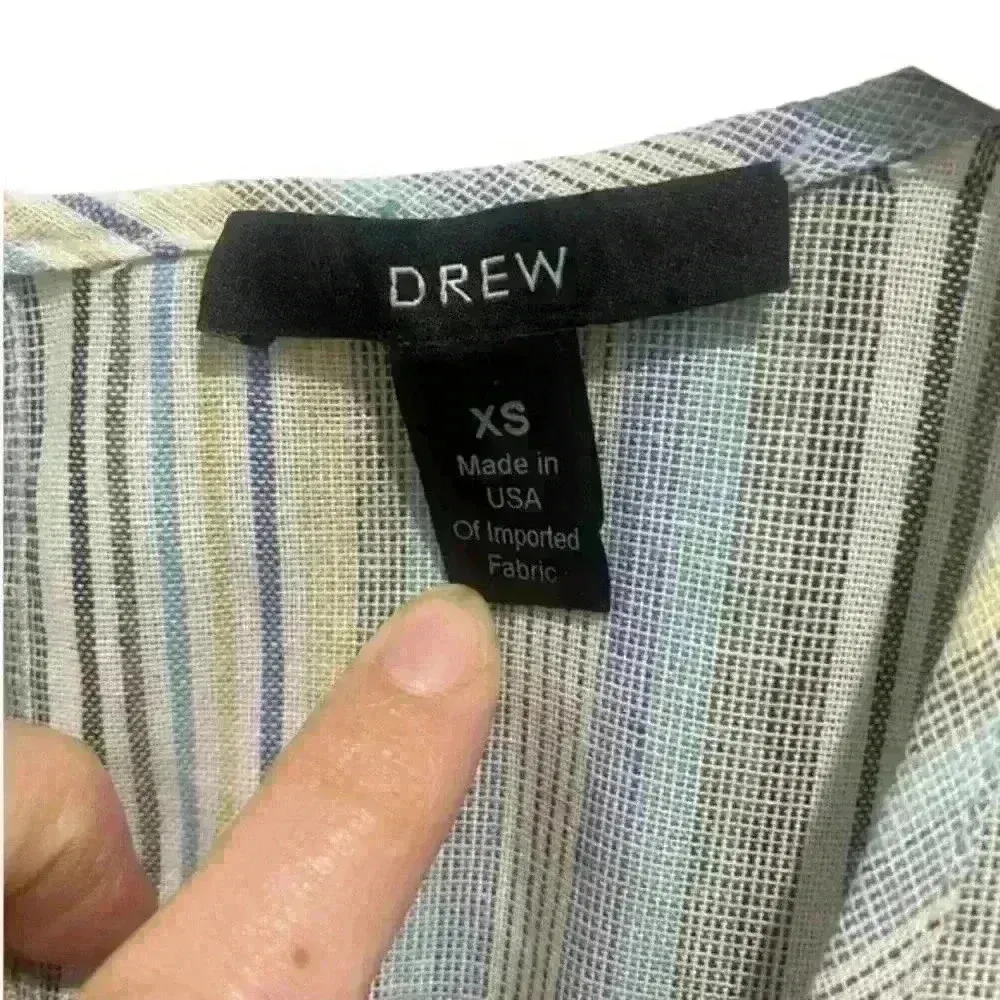 DREW
XS
Made in
USA
Of Imported
Fabric